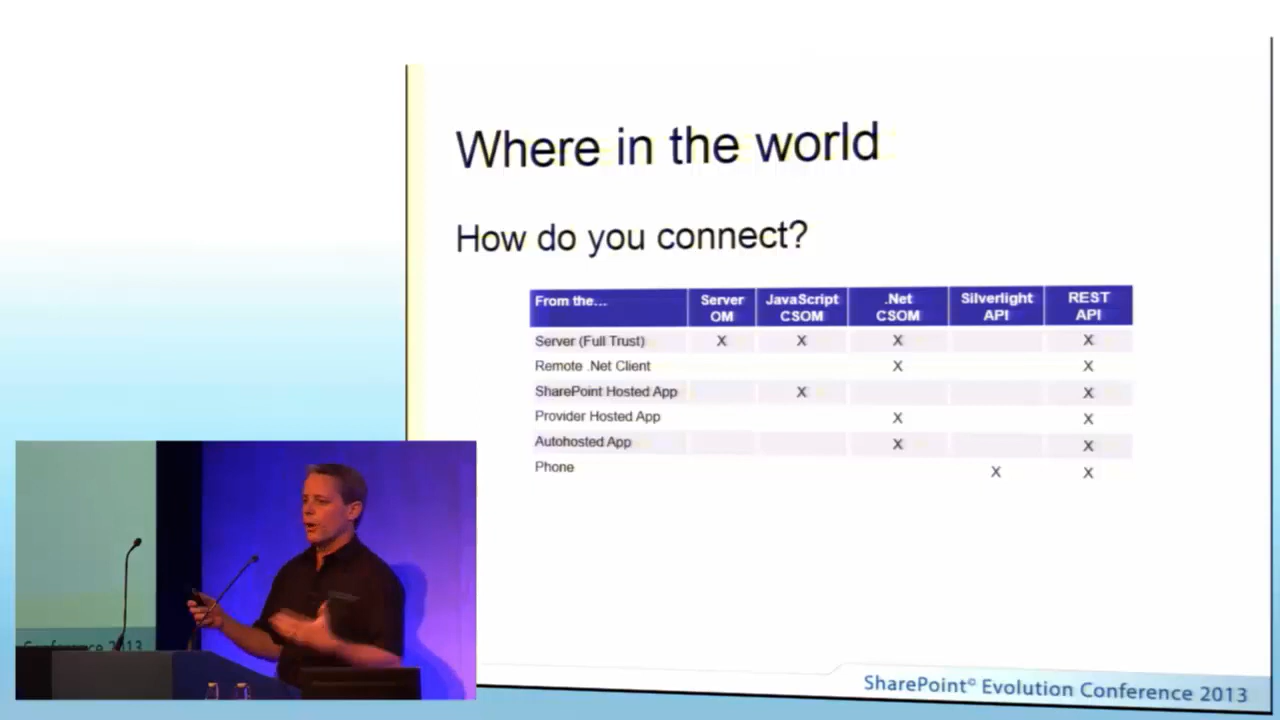 Where in the world
How do you connect?
From the... Server OM JavaScript CSOM .Net CSOM Silverlight API REST API
Server (Full Trust) X X X X
Remote .Net Client X X
SharePoint Hosted App X X
Provider Hosted App X X
Autohosted App X X
Phone X X
Conference 2013
SharePoint© Evolution Conference 2013